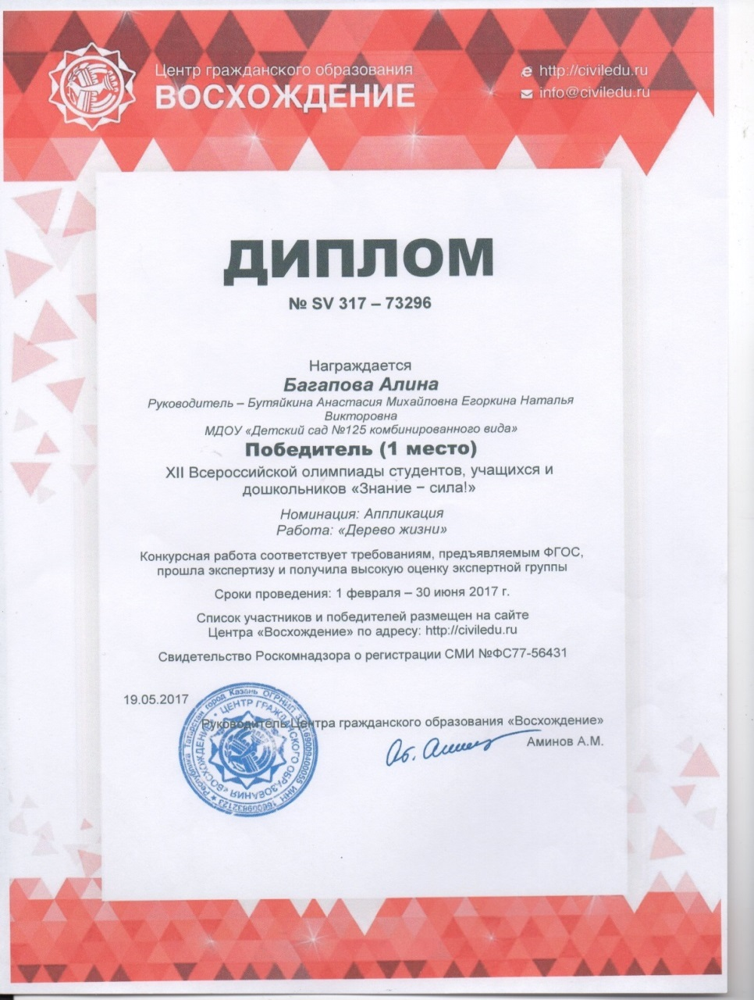 Центр гражданского образования
ВОСХОЖДЕНИЕ
http://civiledu.ru
info@civiledu.ru
ДИПЛОМ
№ SV 317 – 73296
Награждается
Багапова Алина
Руководитель – Бутяйкина Анастасия Михайловна Егоркина Наталья
Викторовна
МДОУ «Детский сад №125 комбинированного вида»
Победитель (1 место)
XII Всероссийской олимпиады студентов, учащихся и
дошкольников «Знание − сила!»
Номинация: Аппликация
Работа: «Дерево жизни»
Конкурсная работа соответствует требованиям, предъявляемым ФГОС,
прошла экспертизу и получила высокую оценку экспертной группы
Сроки проведения: 1 февраля – 30 июня 2017 г.
Список участников и победителей размещен на сайте
Центра «Восхождение» по адресу: http://civiledu.ru
Свидетельство Роскомнадзора о регистрации СМИ №ФС77-56431
19.05.2017
Руководитель Центра гражданского образования «Восхождение»
Аминов А.М.
Республика Татарстан город Казань ОГРНИП
ЦЕНТР ГРАЖДАНСКОГО ОБРАЗОВАНИЯ «ВОСХОЖДЕНИЕ»